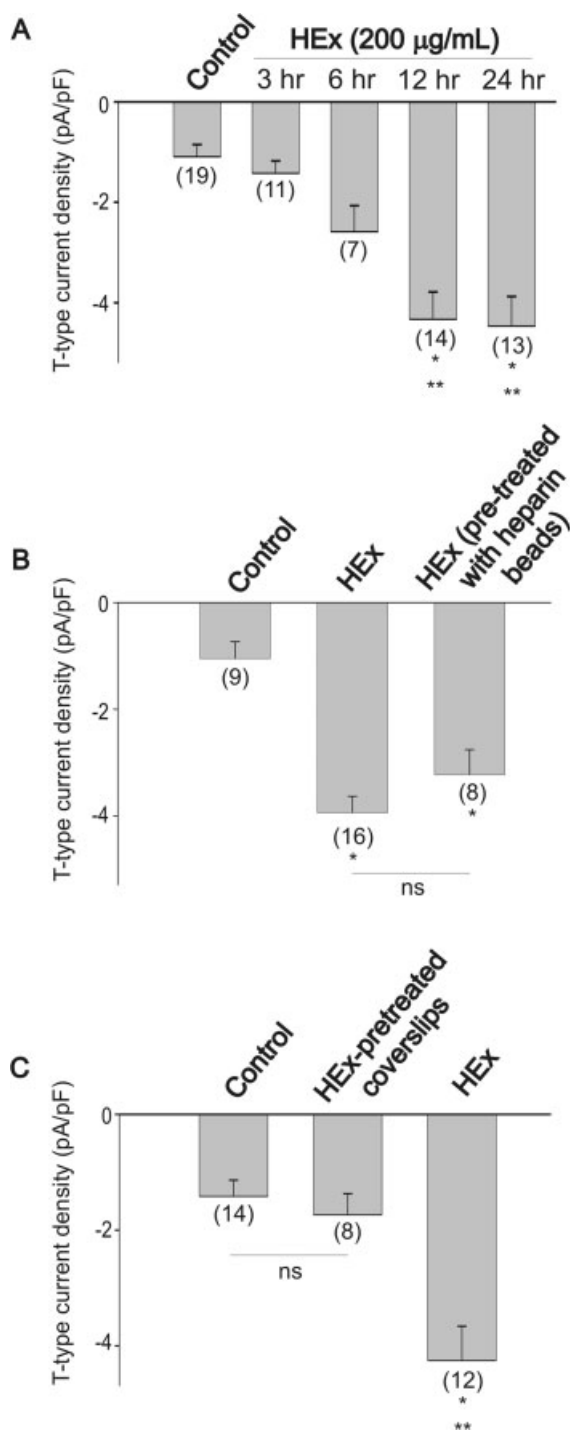 A
Control
HEx (200 µg/mL)
3 hr 6 hr 12 hr 24 hr
T-type current density (pA/pF)
0
-2
-4
(19)
(11)
(7)
(14)
*
**
(13)
*
**
B
Control
HEx
HEx (pre-treated
with heparin
beads)
T-type current density (pA/pF)
0
-2
-4
(9)
(16)
*
(8)
*
ns
C
Control
HEx-pretreated
coverslips
HEx
T-type current density (pA/pF)
0
-2
-4
(14)
(8)
ns
(12)
*
**